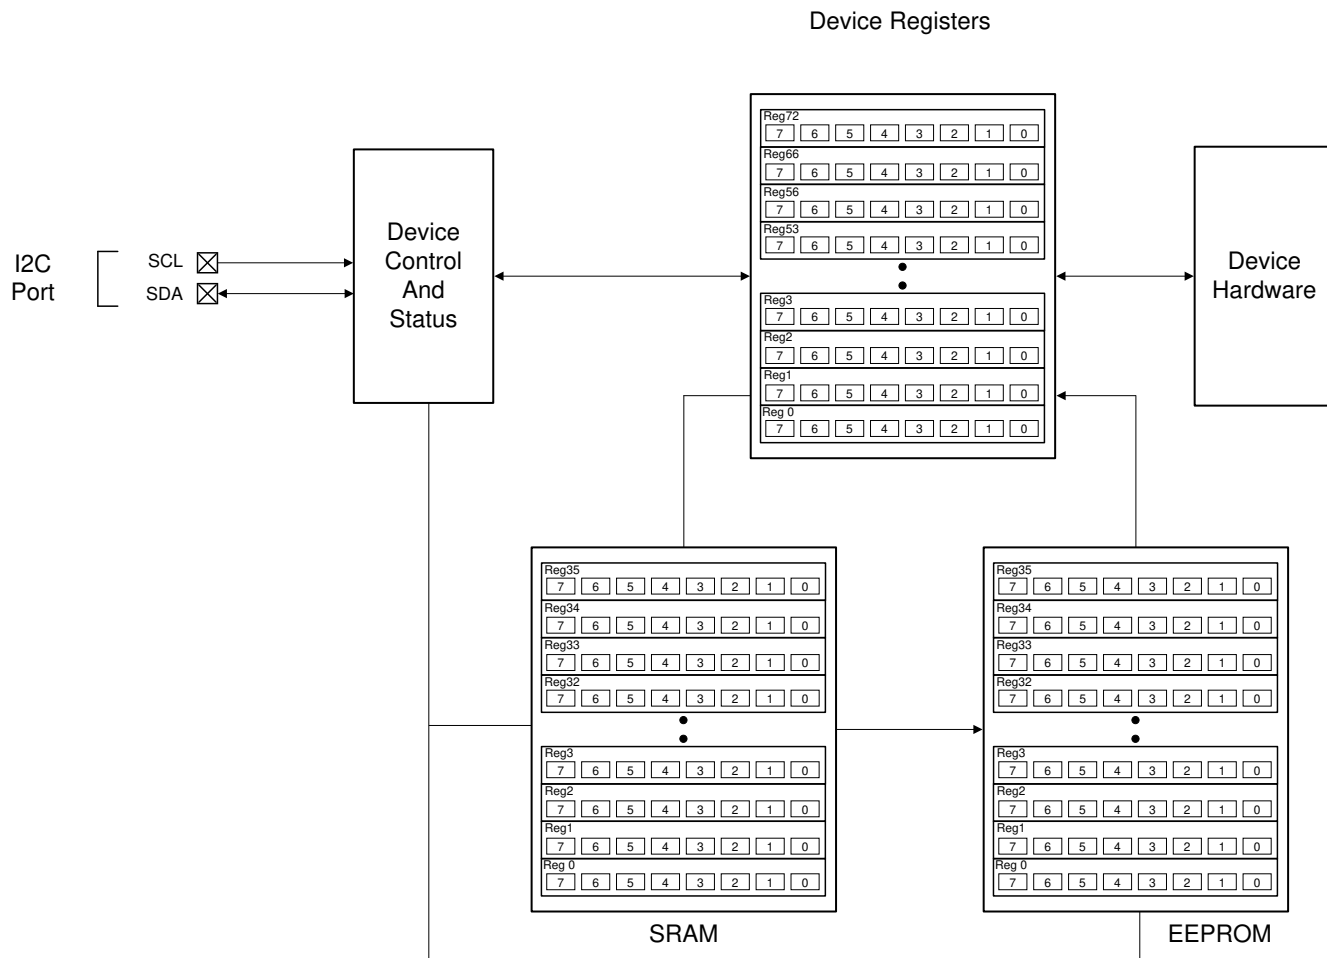 Device Registers
Reg72
7 6 5 4 3 2 1 0
Reg66
7 6 5 4 3 2 1 0
Reg56
7 6 5 4 3 2 1 0
Reg53
7 6 5 4 3 2 1 0
Reg3
7 6 5 4 3 2 1 0
Reg2
7 6 5 4 3 2 1 0
Reg1
7 6 5 4 3 2 1 0
Reg 0
7 6 5 4 3 2 1 0
I2C
Port
SCL
SDA
Device
Control
And
Status
Device
Hardware
Reg35
7 6 5 4 3 2 1 0
Reg34
7 6 5 4 3 2 1 0
Reg33
7 6 5 4 3 2 1 0
Reg32
7 6 5 4 3 2 1 0
Reg3
7 6 5 4 3 2 1 0
Reg2
7 6 5 4 3 2 1 0
Reg1
7 6 5 4 3 2 1 0
Reg 0
7 6 5 4 3 2 1 0
SRAM
Reg35
7 6 5 4 3 2 1 0
Reg34
7 6 5 4 3 2 1 0
Reg33
7 6 5 4 3 2 1 0
Reg32
7 6 5 4 3 2 1 0
Reg3
7 6 5 4 3 2 1 0
Reg2
7 6 5 4 3 2 1 0
Reg1
7 6 5 4 3 2 1 0
Reg 0
7 6 5 4 3 2 1 0
EEPROM